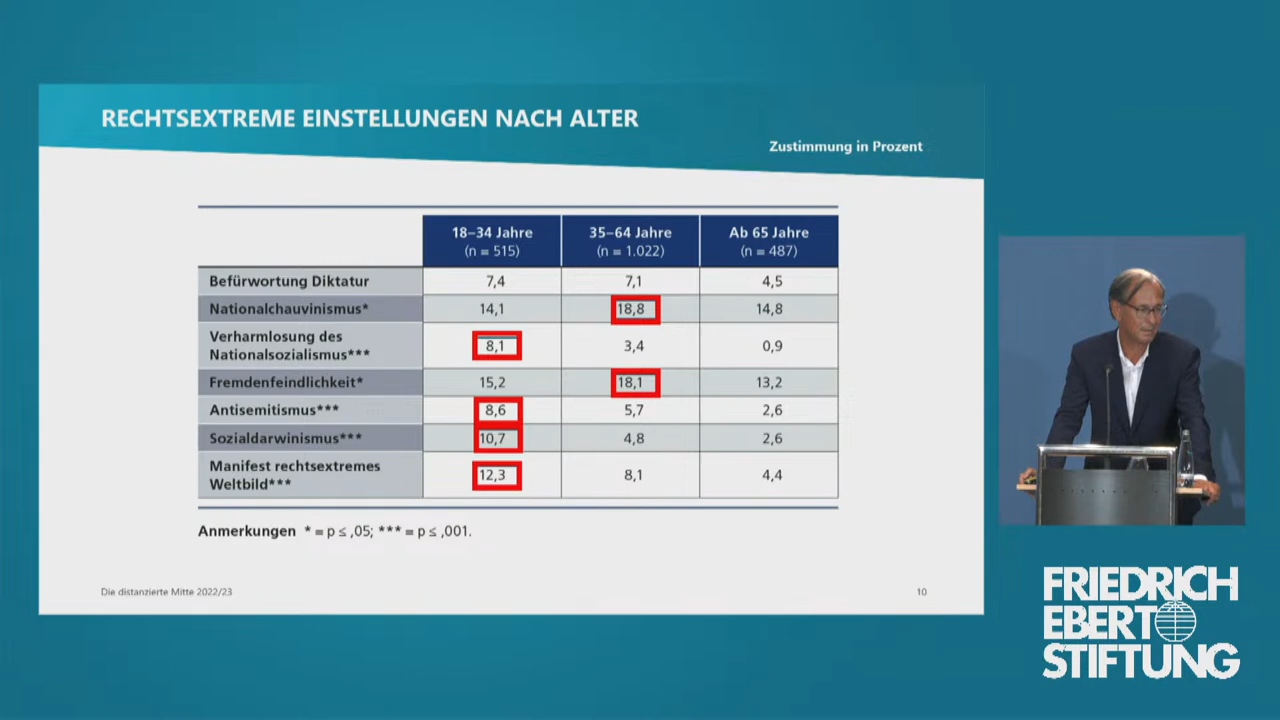 RECHTSEXTREME EINSTELLUNGEN NACH ALTER
Zustimmung in Prozent
18–34 Jahre 35–64 Jahre Ab 65 Jahre
(n = 515) (n = 1.022) (n = 487)
Befürwortung Diktatur 7,4 7,1 4,5
Nationalchauvinismus* 14,1 18,8 14,8
Verharmlosung des
Nationalsozialismus*** 8,1 3,4 0,9
Fremdenfeindlichkeit* 15,2 18,1 13,2
Antisemitismus*** 8,6 5,7 2,6
Sozialdarwinismus*** 10,7 4,8 2,6
Manifest rechtsextremes
Weltbild*** 12,3 8,1 4,4
Anmerkungen * = p ≤ ,05; *** = p ≤ ,001.
Die distanzierte Mitte 2022/23 10
FRIEDRICH
EBERT
STIFTUNG